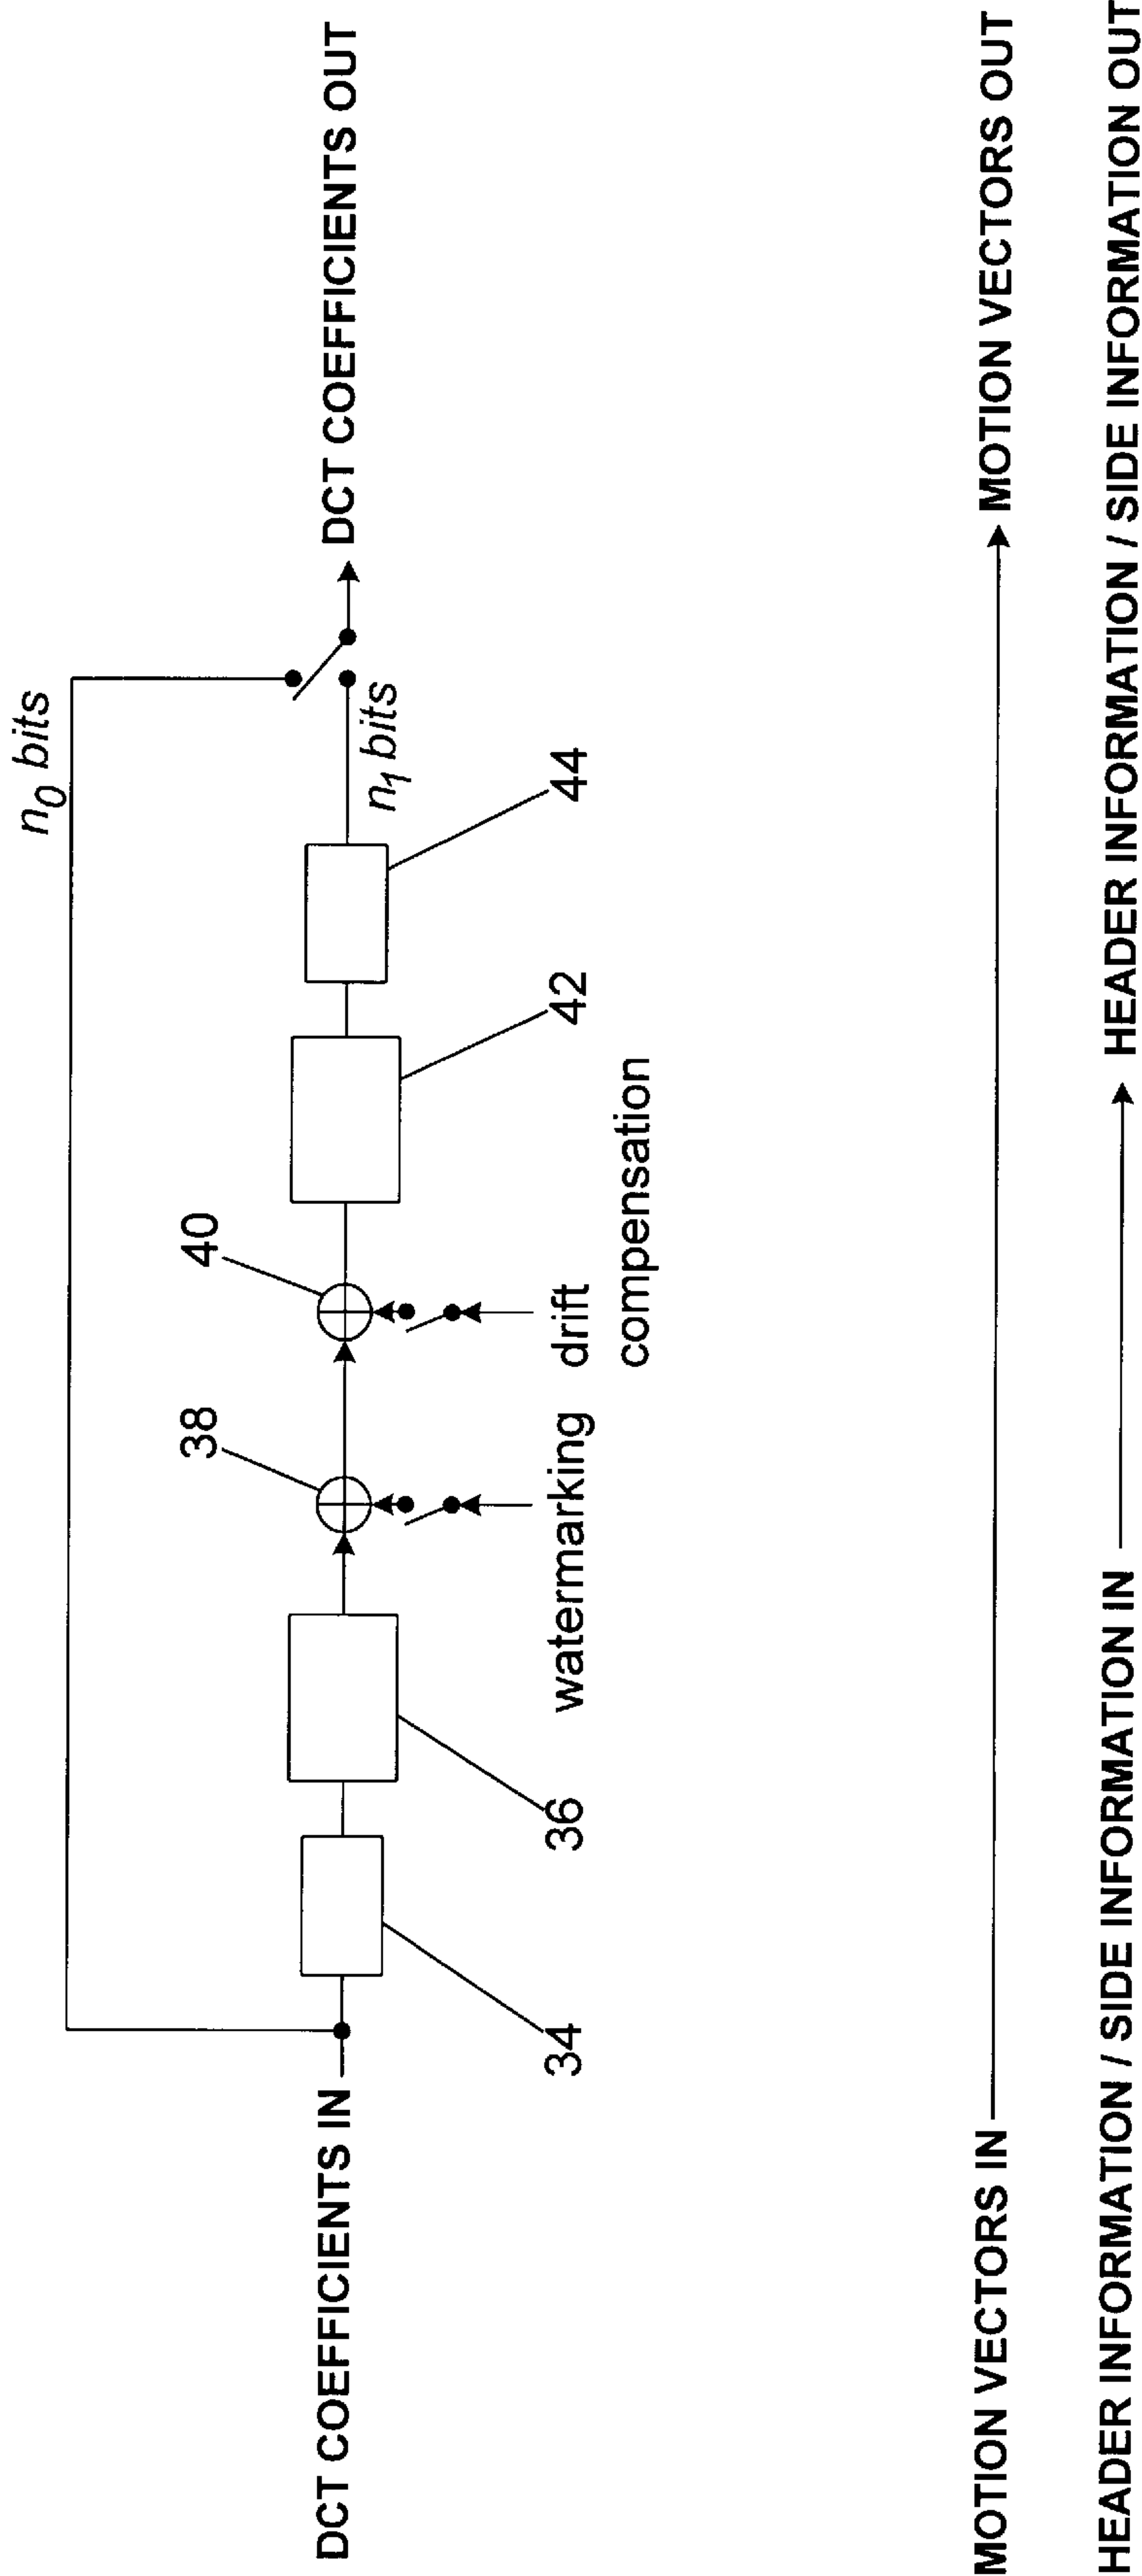 n0 bits
DCT COEFFICIENTS IN
DCT COEFFICIENTS OUT
n1 bits
38
40
34
36
42
44
watermarking
drift
compensation
MOTION VECTORS IN
MOTION VECTORS OUT
HEADER INFORMATION / SIDE INFORMATION IN
HEADER INFORMATION / SIDE INFORMATION OUT